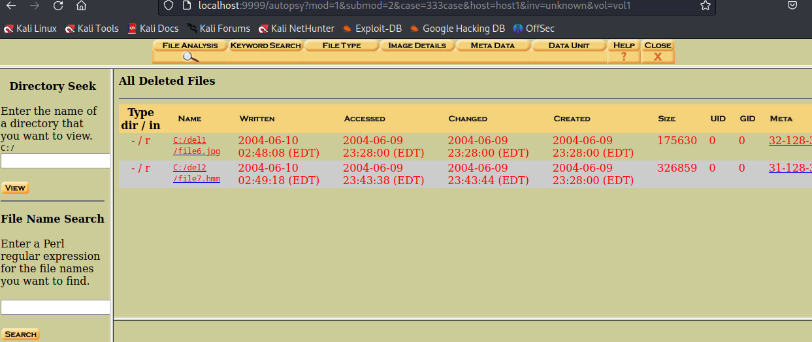 localhost:9999/autopsy?mod=1&submod=2&case=333case&host=host1&inv=unknown&vol=vol1
Kali Linux Kali Tools Kali Docs Kali Forums Kali NetHunter Exploit-DB Google Hacking DB OffSec
FILE ANALYSIS KEYWORD SEARCH FILE TYPE IMAGE DETAILS META DATA DATA UNIT HELP CLOSE
? X
Directory Seek
Enter the name of
a directory that
you want to view.
C:/
VIEW
File Name Search
Enter a Perl
regular expression
for the file names
you want to find.
SEARCH
All Deleted Files
Type
dir / in NAME WRITTEN ACCESSED CHANGED CREATED SIZE UID GID META
- / r C:/del1 2004-06-10 2004-06-09 2004-06-09 2004-06-09 175630 0 0 32-128-
/file6.jpg 02:48:08 (EDT) 23:28:00 (EDT) 23:28:00 (EDT) 23:28:00 (EDT)
- / r C:/del2 2004-06-10 2004-06-09 2004-06-09 2004-06-09 326859 0 0 31-128-
/file7.hmm 02:49:18 (EDT) 23:43:38 (EDT) 23:43:44 (EDT) 23:28:00 (EDT)